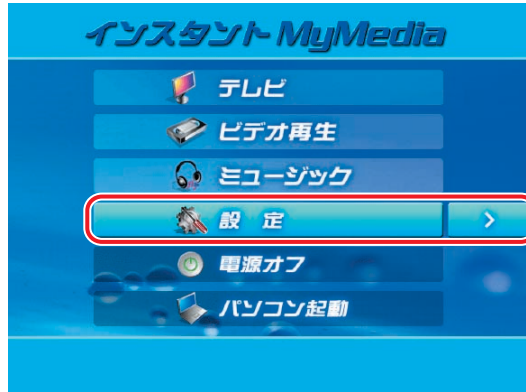 インスタント MyMedia
テレビ
ビデオ再生
ミュージック
設 定
電源オフ
パソコン起動